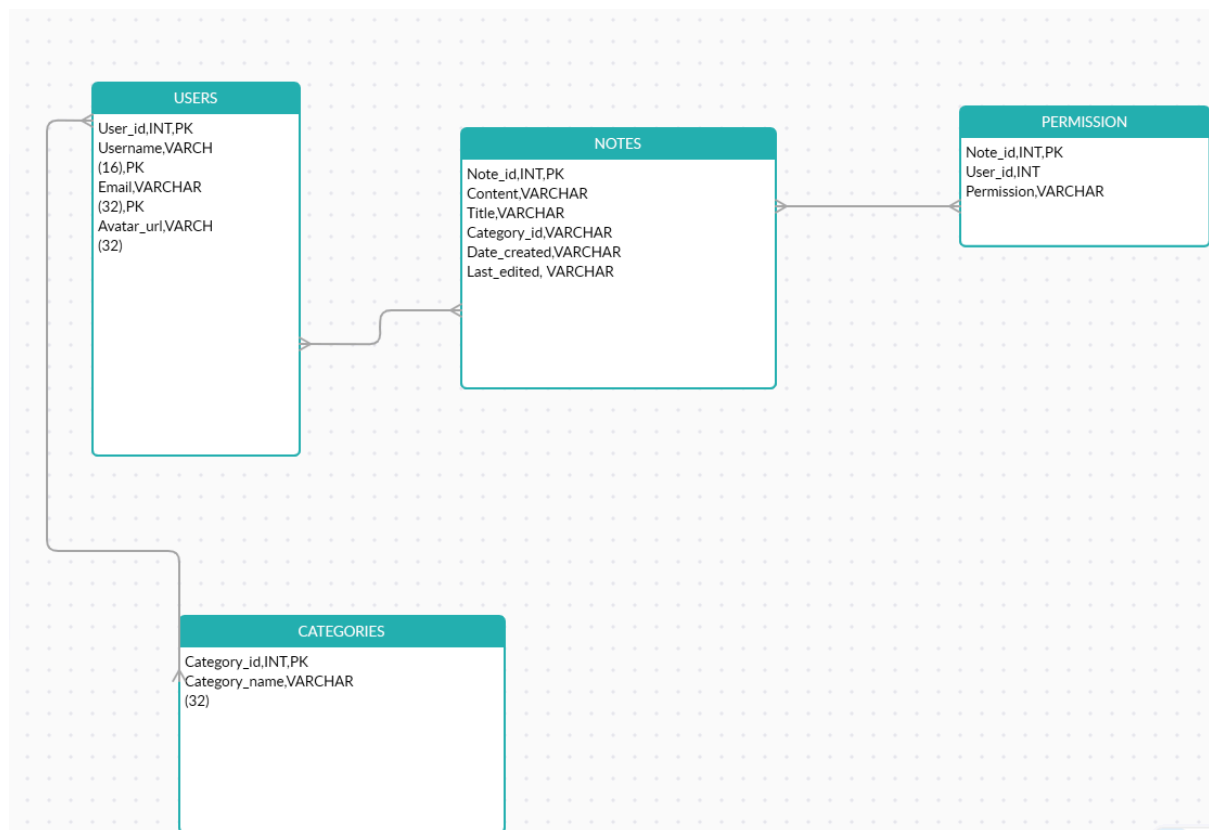 USERS
User_id,INT,PK
Username,VARCH
(16),PK
Email,VARCHAR
(32),PK
Avatar_url,VARCH
(32)
NOTES
Note_id,INT,PK
Content,VARCHAR
Title,VARCHAR
Category_id,VARCHAR
Date_created,VARCHAR
Last_edited, VARCHAR
PERMISSION
Note_id,INT,PK
User_id,INT
Permission,VARCHAR
CATEGORIES
Category_id,INT,PK
Category_name,VARCHAR
(32)